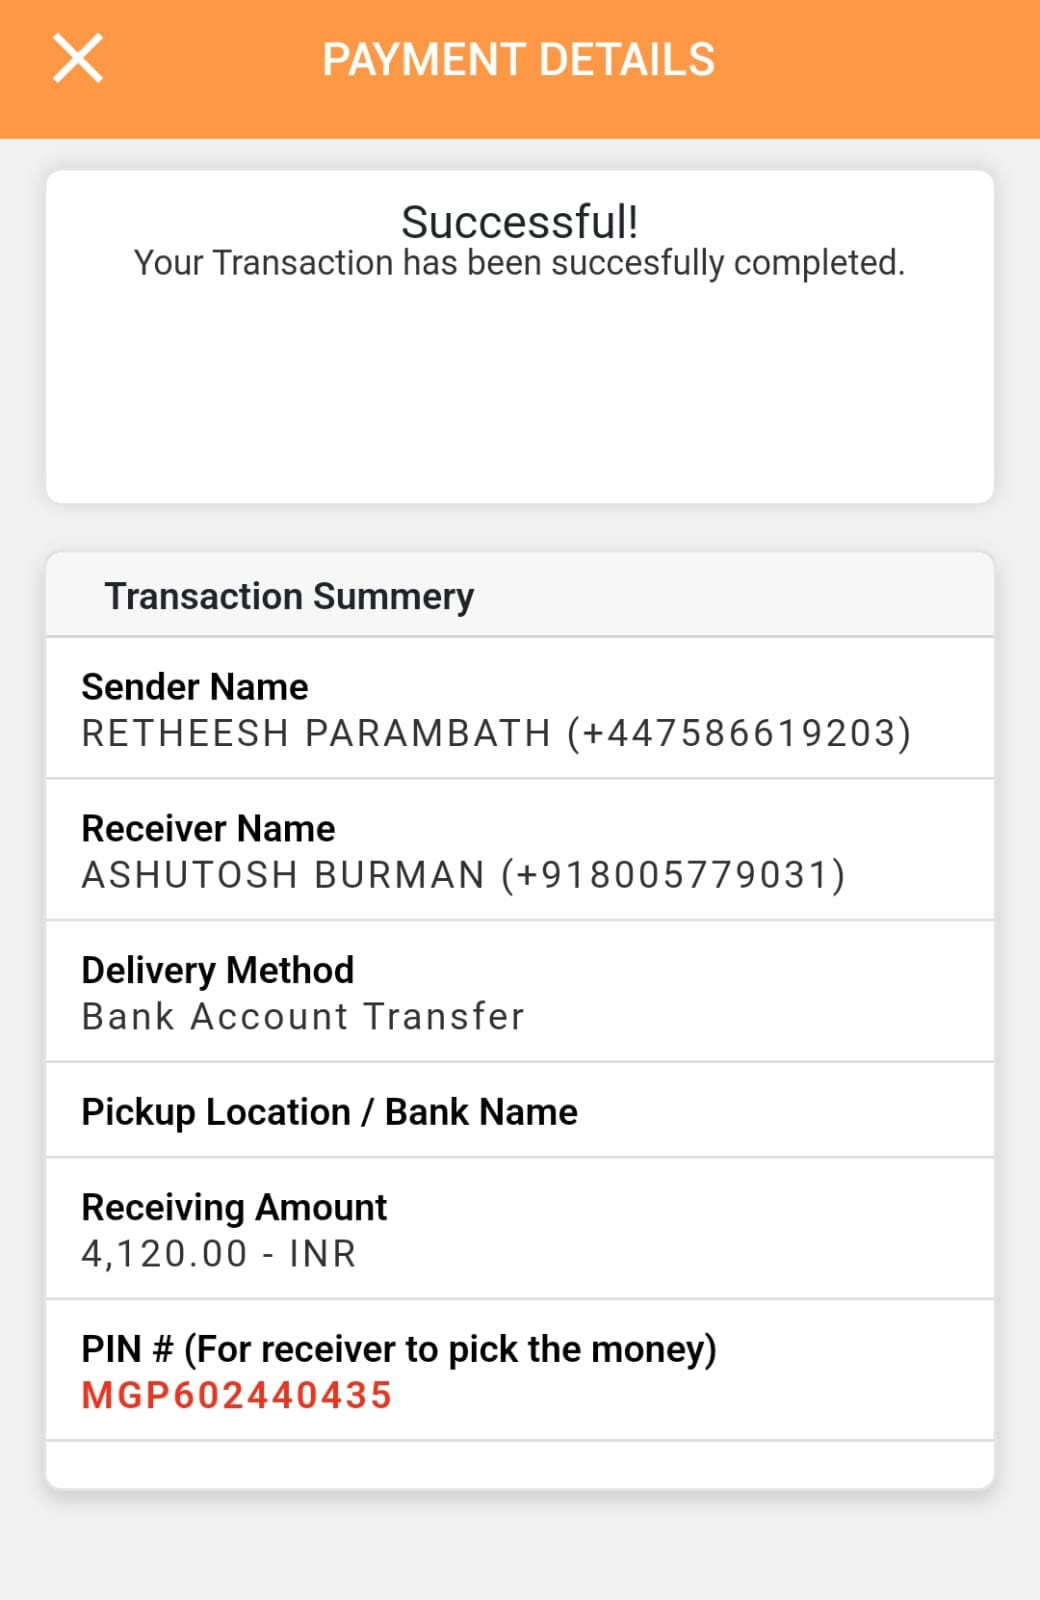 PAYMENT DETAILS
Successful!
Your Transaction has been succesfully completed.
Transaction Summery
Sender Name
RETHEESH PARAMBATH (+447586619203)
Receiver Name
ASHUTOSH BURMAN (+918005779031)
Delivery Method
Bank Account Transfer
Pickup Location / Bank Name
Receiving Amount
4,120.00 - INR
PIN # (For receiver to pick the money)
MGP602440435